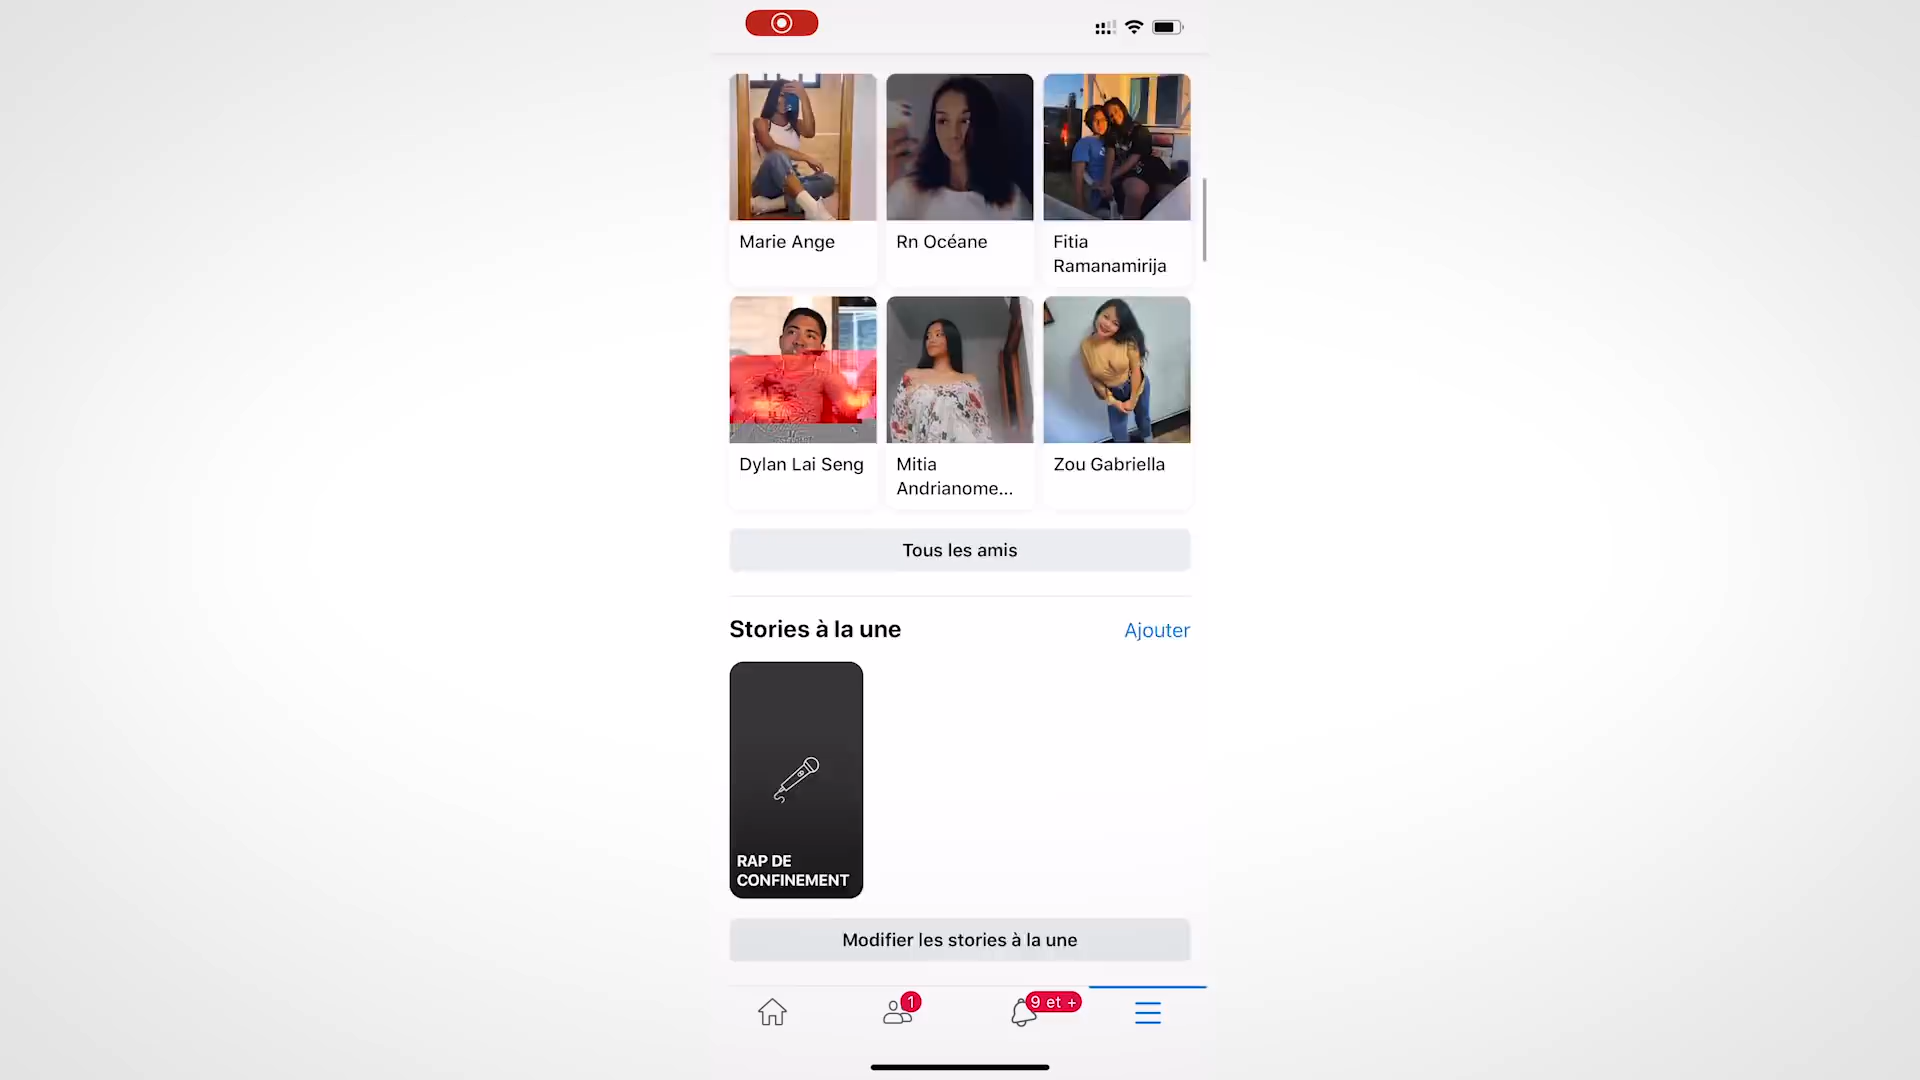 Marie Ange
Rn Océane
Fitia
Ramanamirija
Dylan Lai Seng
Mitia
Andrianome...
Zou Gabriella
Tous les amis
Stories à la une
Ajouter
RAP DE
CONFINEMENT
Modifier les stories à la une
1
9 et +